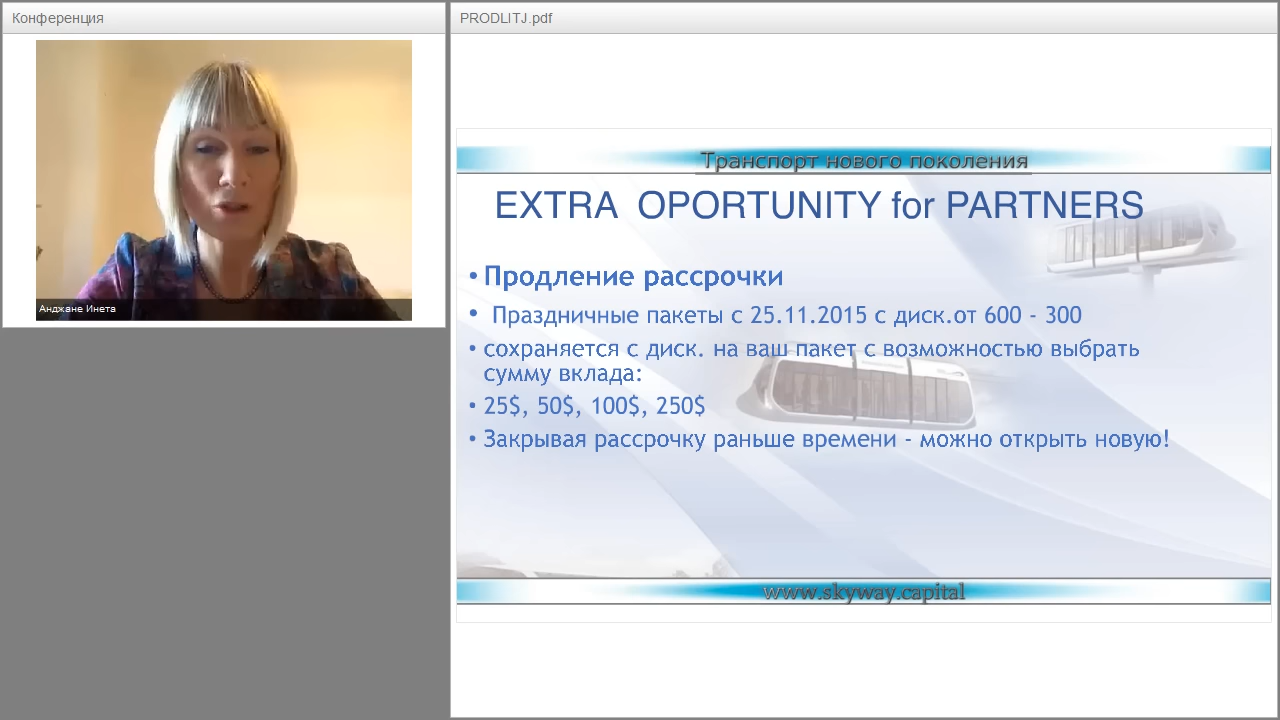 Конференция
Анджане Инета
PRODLITJ.pdf
Транспорт нового поколения
EXTRA OPORTUNITY for PARTNERS
• Продление рассрочки
• Праздничные пакеты с 25.11.2015 с диск.от 600 - 300
• сохраняется с диск. на ваш пакет с возможностью выбрать
сумму вклада:
• 25$, 50$, 100$, 250$
• Закрывая рассрочку раньше времени - можно открыть новую!
www.skyway.capital